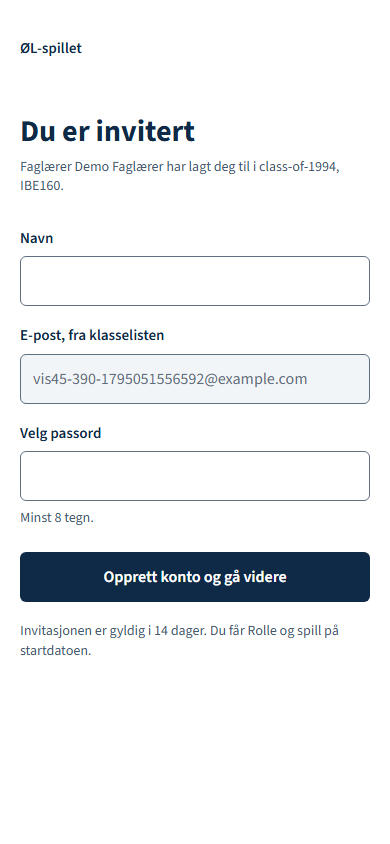 ØL-spillet
Du er invitert
Faglærer Demo Faglærer har lagt deg til i class-of-1994,
IBE160.
Navn
E-post, fra klasselisten
vis45-390-1795051556592@example.com
Velg passord
Minst 8 tegn.
Opprett konto og gå videre
Invitasjonen er gyldig i 14 dager. Du får Rolle og spill på
startdatoen.